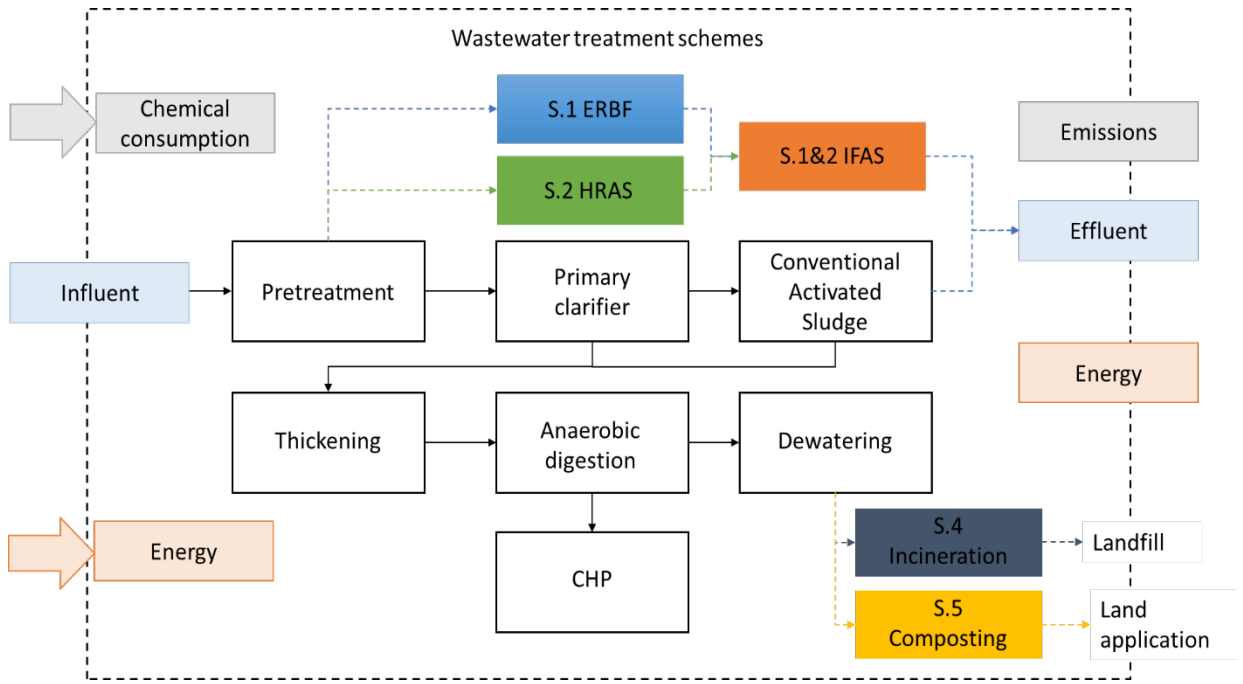 Wastewater treatment schemes
Chemical
consumption
S.1 ERBF
S.1&2 IFAS
Emissions
S.2 HRAS
Effluent
Influent
Pretreatment
Primary
clarifier
Conventional
Activated
Sludge
Energy
Thickening
Anaerobic
digestion
Dewatering
Energy
CHP
S.4
Incineration
Landfill
S.5
Composting
Land
application